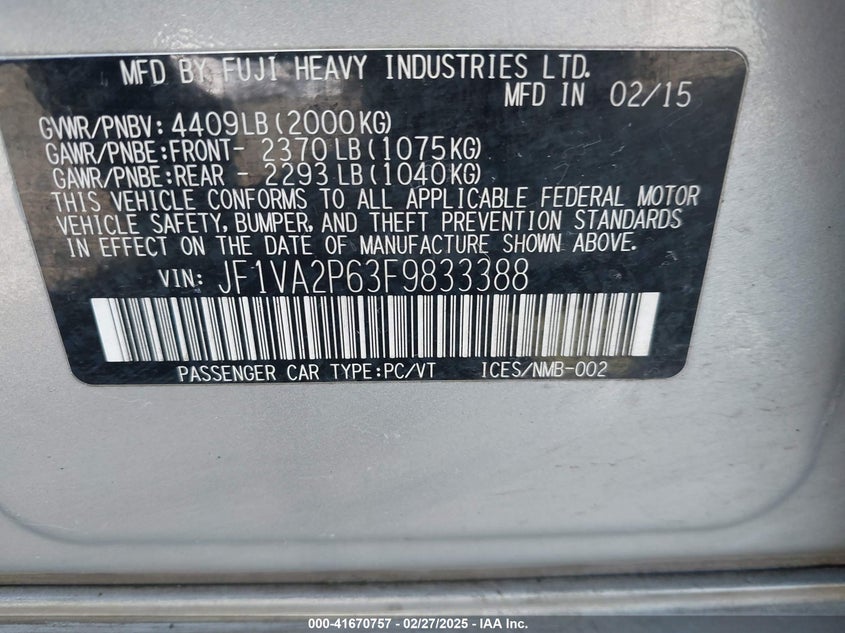 MFD BY FUJI HEAVY INDUSTRIES LTD.
MFD IN 02/15
GVWR/PNBV: 4409LB(2000KG)
GAWR/PNBE:FRONT- 2370LB(1075KG)
GAWR/PNBE:REAR - 2293LB(1040KG)
THIS VEHICLE CONFORMS TO ALL APPLICABLE FEDERAL MOTOR
VEHICLE SAFETY, BUMPER, AND THEFT PREVENTION STANDARDS
IN EFFECT ON THE DATE OF MANUFACTURE SHOWN ABOVE.
VIN: JF1VA2P63F9833388
PASSENGER CAR TYPE:PC/VT ICES/NMB-002
000-41670757 - 02/27/2025 - IAA Inc.